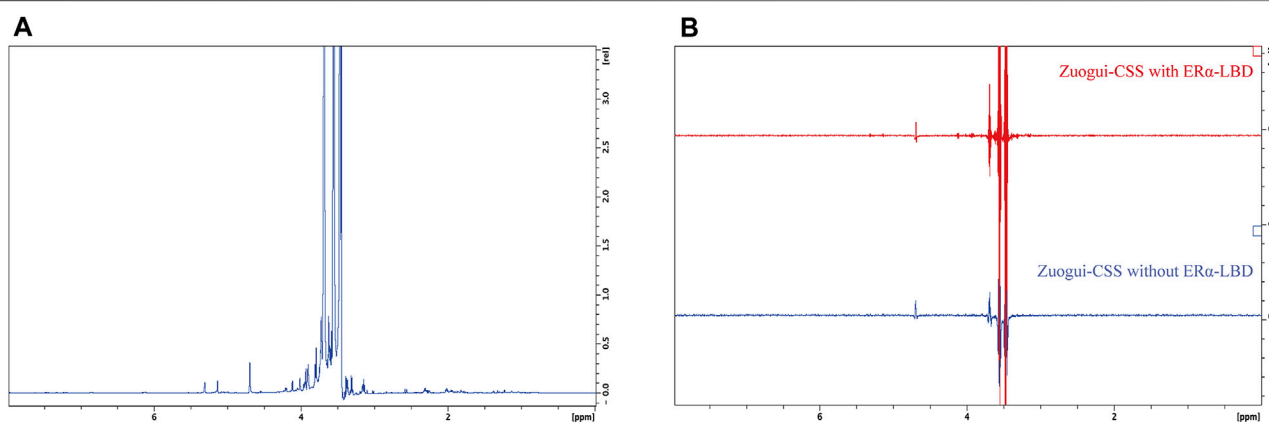 A
B
[rel]
3.0
2.5
2.0
1.5
1.0
0.5
0.0
6
4
2
[ppm]
Zuogui-CSS with ERα-LBD
Zuogui-CSS without ERα-LBD
6
4
2
[ppm]